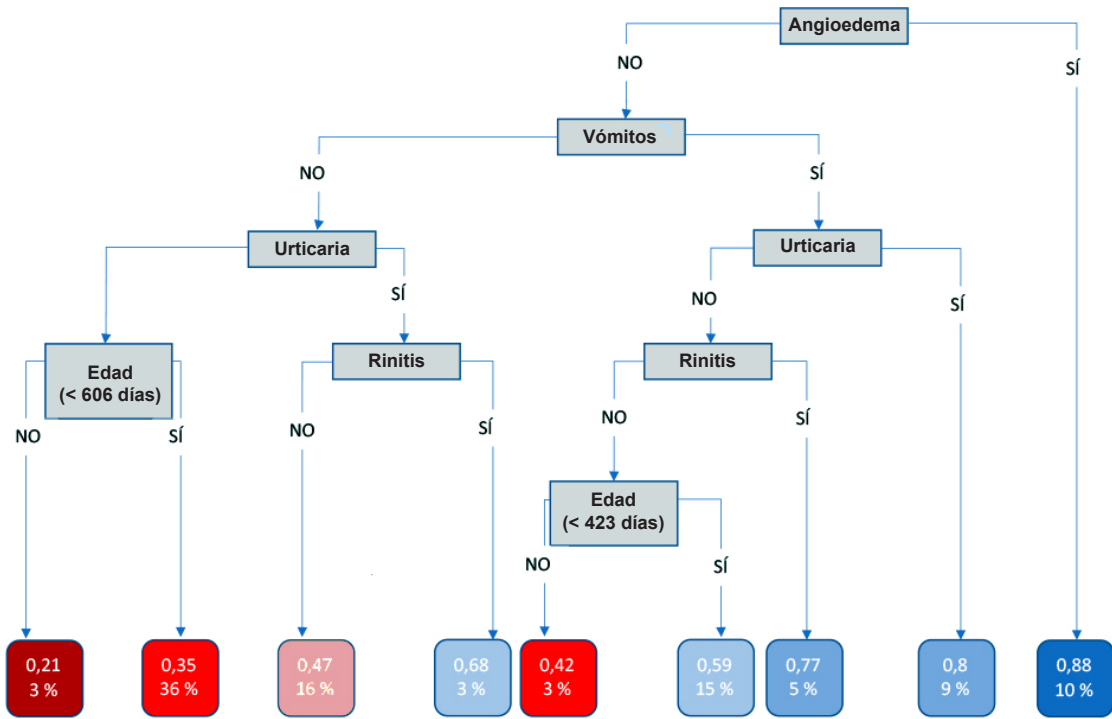 Angioedema
NO
SÍ
Vómitos
NO
SÍ
Urticaria
Urticaria
SÍ
NO
SÍ
Edad
(< 606 días)
Rinitis
Rinitis
NO
SÍ
NO
SÍ
NO
SÍ
Edad
(< 423 días)
NO
SÍ
0,21
3 %
0,35
36 %
0,47
16 %
0,68
3 %
0,42
3 %
0,59
15 %
0,77
5 %
0,8
9 %
0,88
10 %